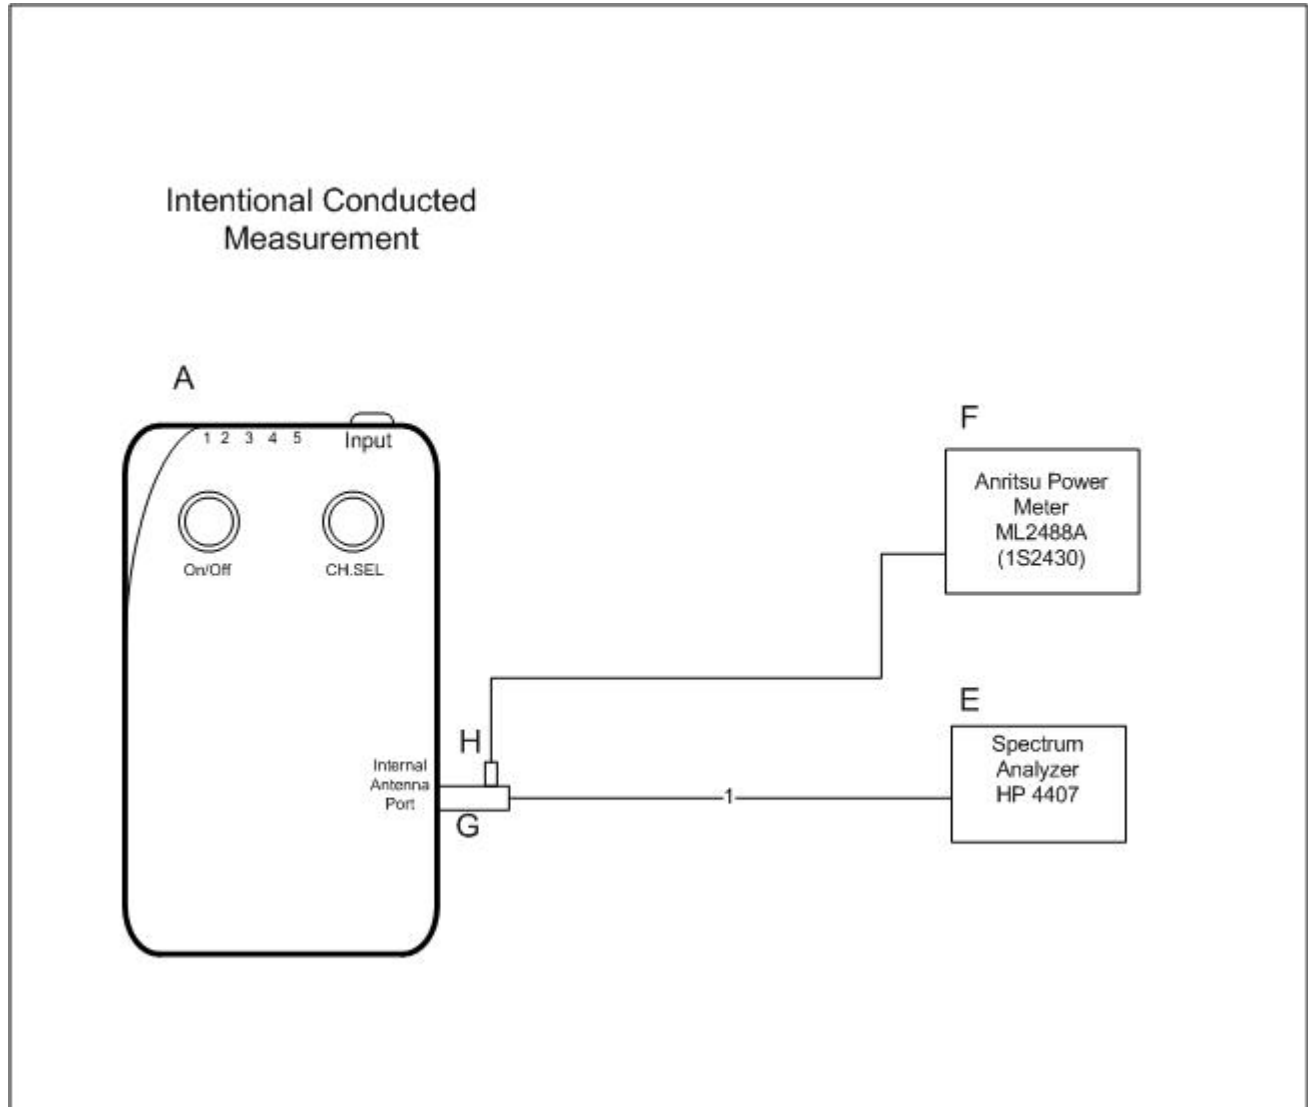 Intentional Conducted
Measurement
A
1 2 3 4 5
Input
On/Off
CH.SEL
F
Anritsu Power
Meter
ML2488A
(1S2430)
E
Spectrum
Analyzer
HP 4407
H
Internal
Antenna
Port
G
1